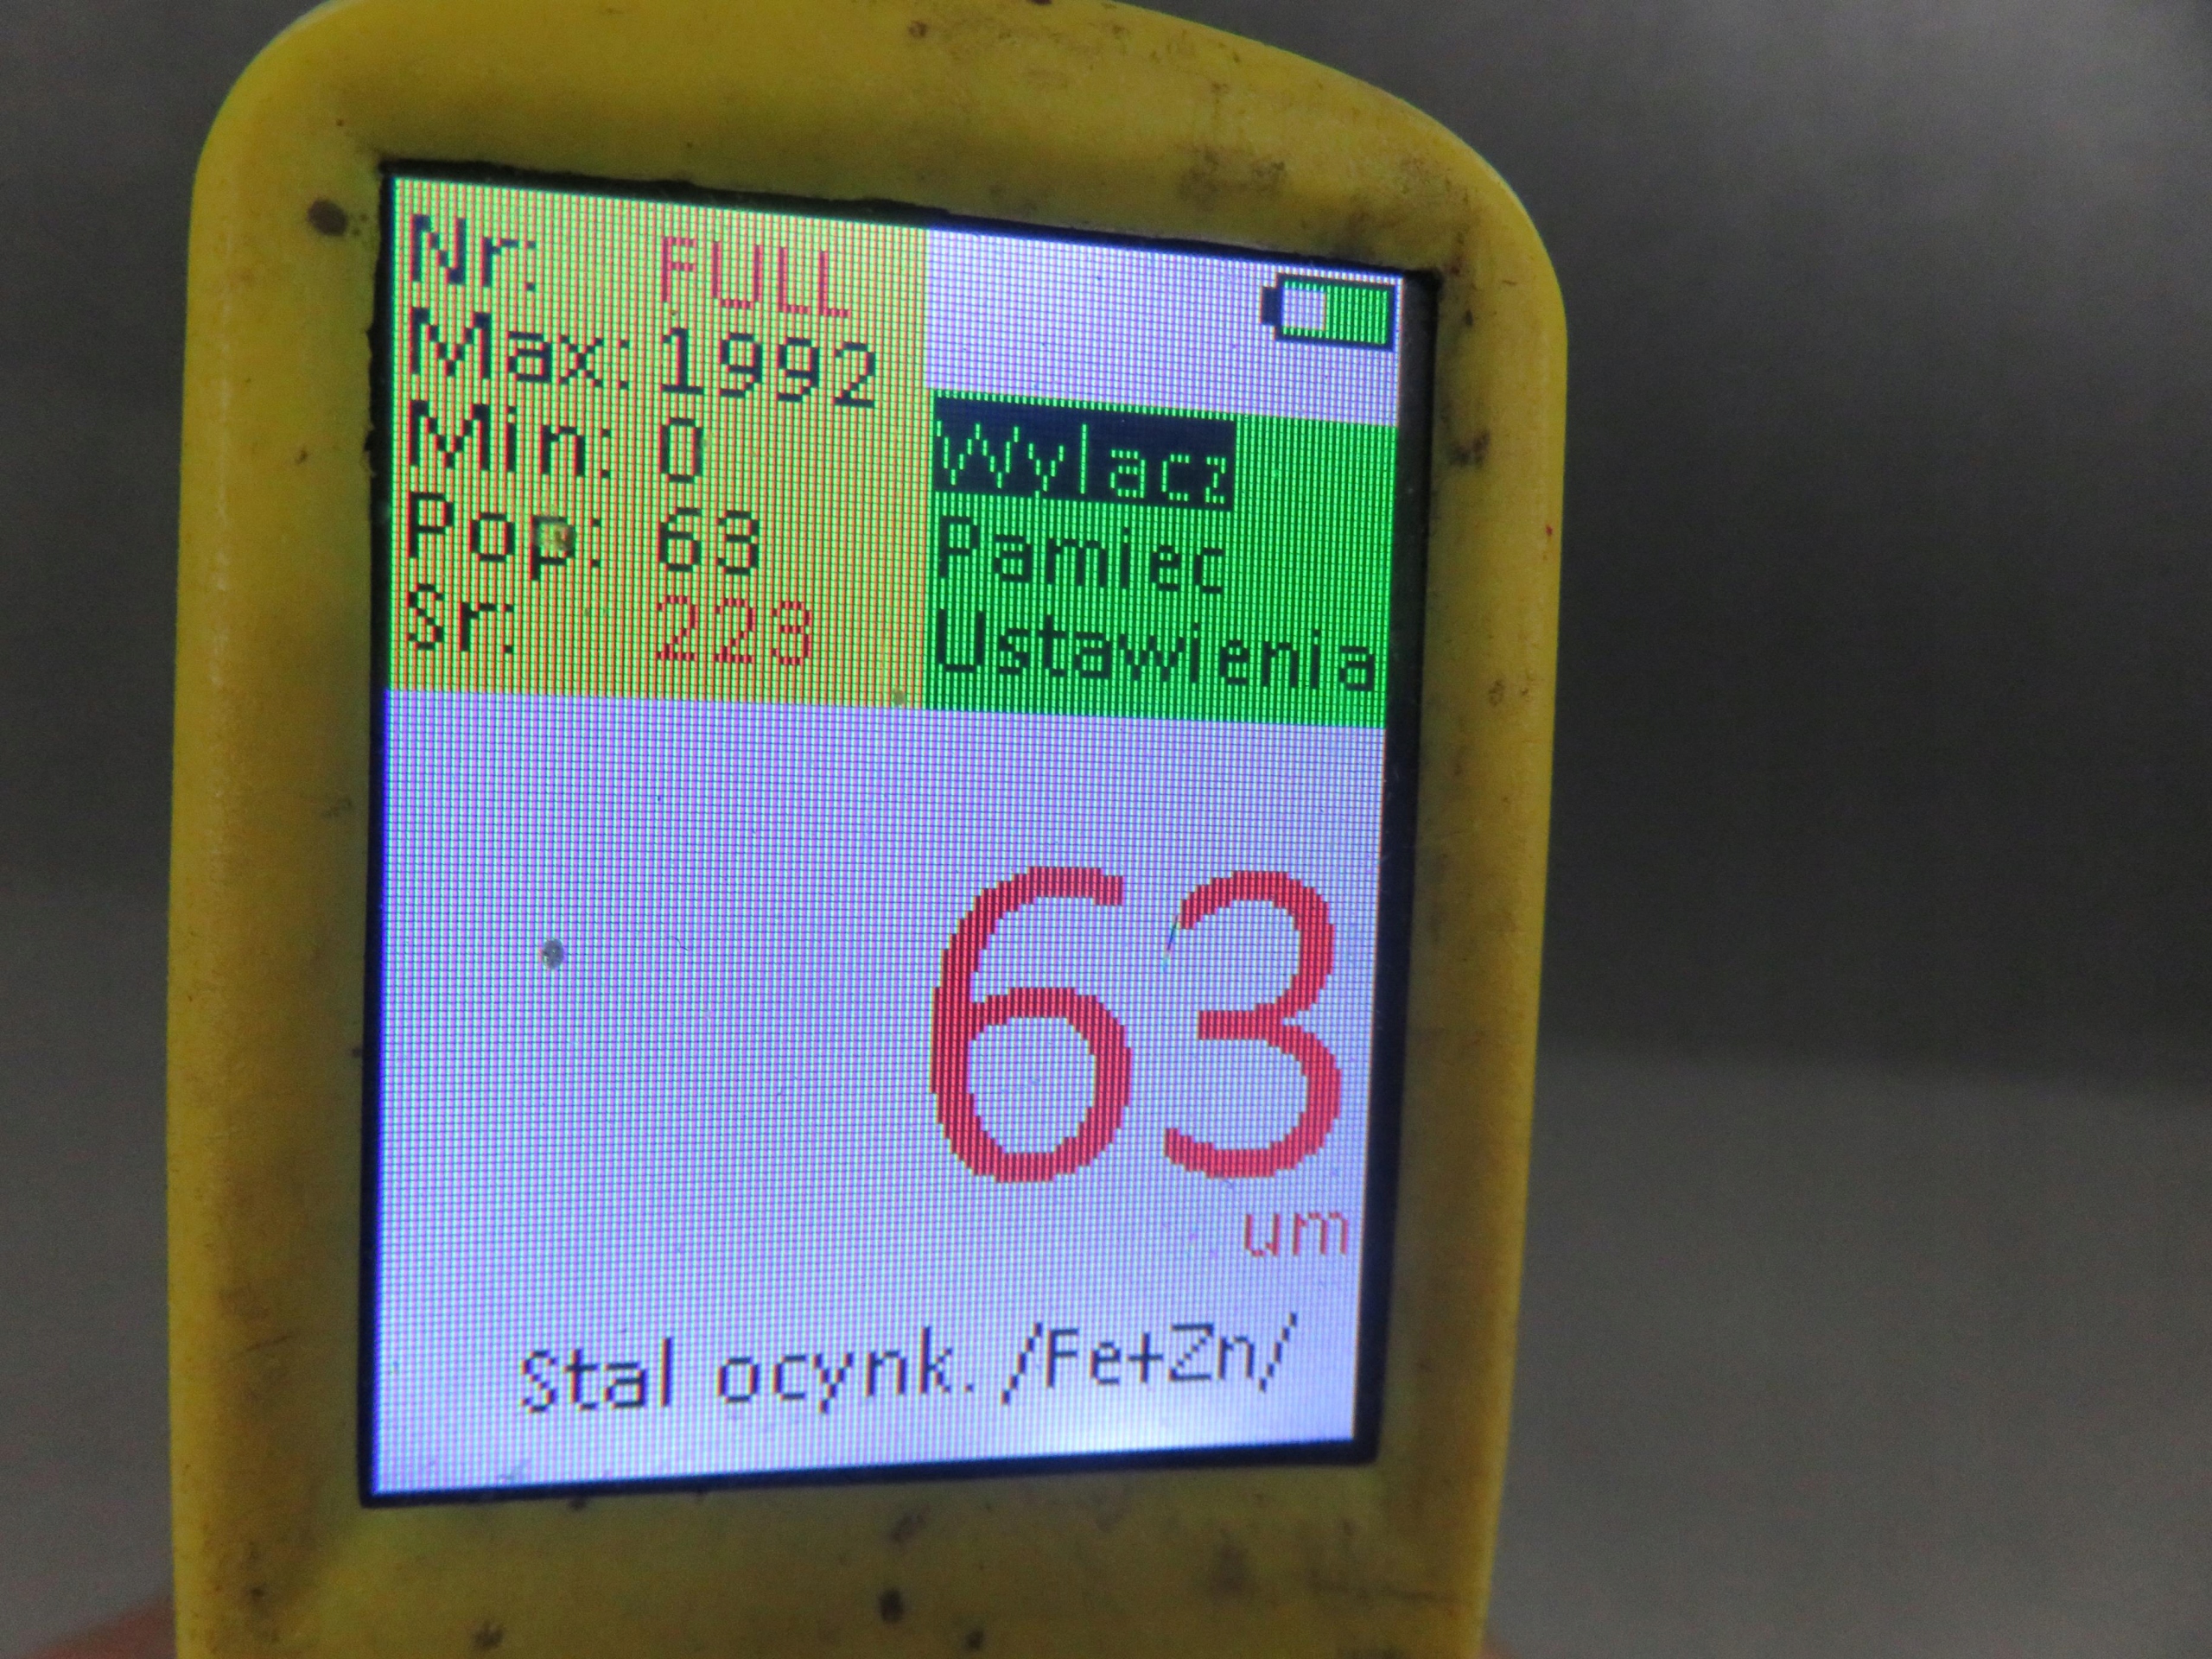 Nr: FULL
Max: 1992
Min: 0
Pop: 63
Sr: 223
Wylacz
Pamiec
Ustawienia
63
um
Stal ocynk. /Fe+Zn/